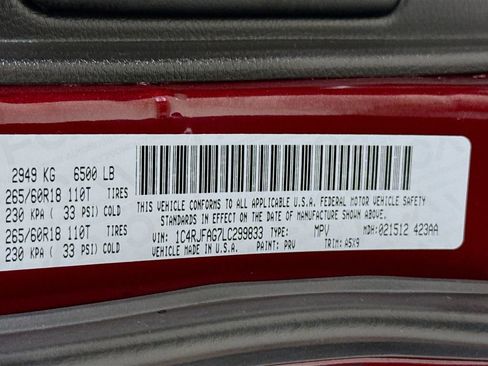 2949 KG 6500 LB
265/60R18 110T TIRES
230 KPA ( 33 PSI) COLD
265/60R18 110T TIRES
230 KPA ( 33 PSI) COLD
THIS VEHICLE CONFORMS TO ALL APPLICABLE U.S.A. FEDERAL MOTOR VEHICLE SAFETY
STANDARDS IN EFFECT ON THE DATE OF MANUFACTURE SHOWN ABOVE.
VIN: 1C4RJFAG7LC299833 TYPE: MPV MDH: 021512 423AA
VEHICLE MADE IN U.S.A. PAINT: PRV TRIM: A5X9